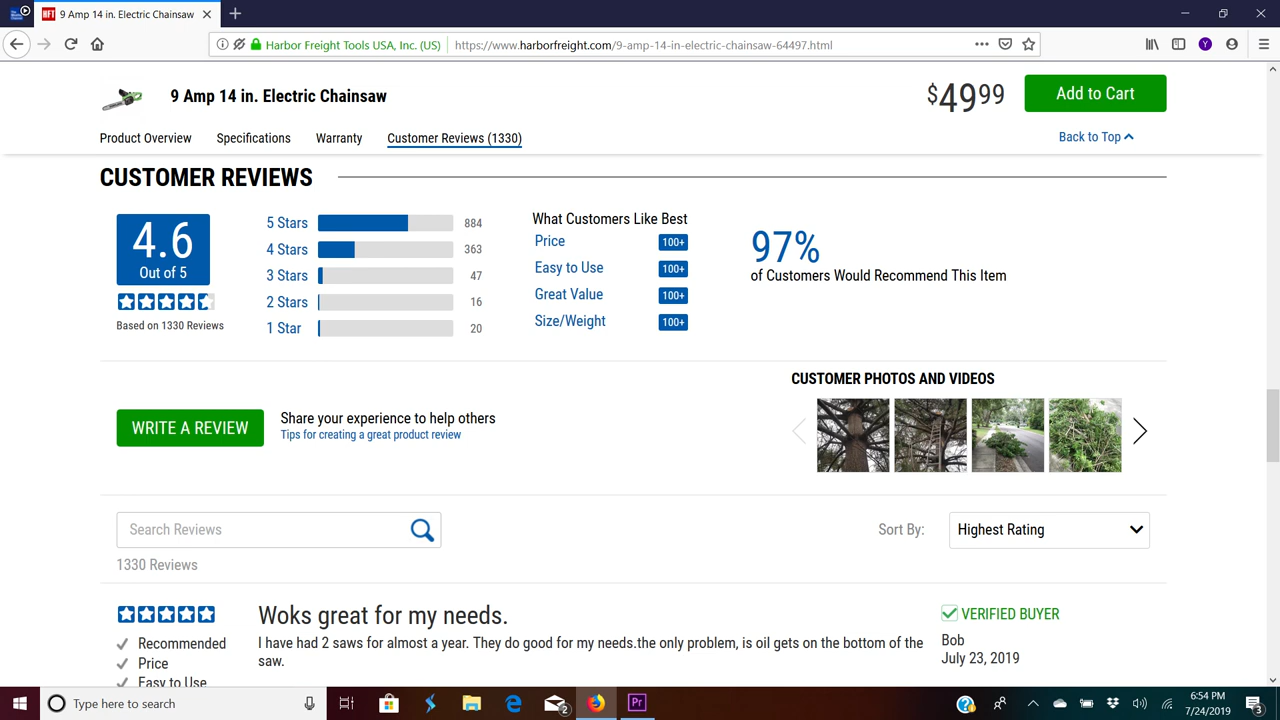 HFT 9 Amp 14 in. Electric Chainsaw
Harbor Freight Tools USA, Inc. (US) https://www.harborfreight.com/9-amp-14-in-electric-chainsaw-64497.html
Y
9 Amp 14 in. Electric Chainsaw
$49 99
Add to Cart
Product Overview Specifications Warranty Customer Reviews (1330)
Back to Top
CUSTOMER REVIEWS
4.6
Out of 5
Based on 1330 Reviews
5 Stars 884
4 Stars 363
3 Stars 47
2 Stars 16
1 Star 20
What Customers Like Best
Price 100+
Easy to Use 100+
Great Value 100+
Size/Weight 100+
97%
of Customers Would Recommend This Item
WRITE A REVIEW
Share your experience to help others
Tips for creating a great product review
CUSTOMER PHOTOS AND VIDEOS
Search Reviews
1330 Reviews
Sort By: Highest Rating
Woks great for my needs.
I have had 2 saws for almost a year. They do good for my needs.the only problem, is oil gets on the bottom of the
saw.
Recommended
Price
Easy to Use
VERIFIED BUYER
Bob
July 23, 2019
Type here to search
2
Pr
6:54 PM
7/24/2019
3